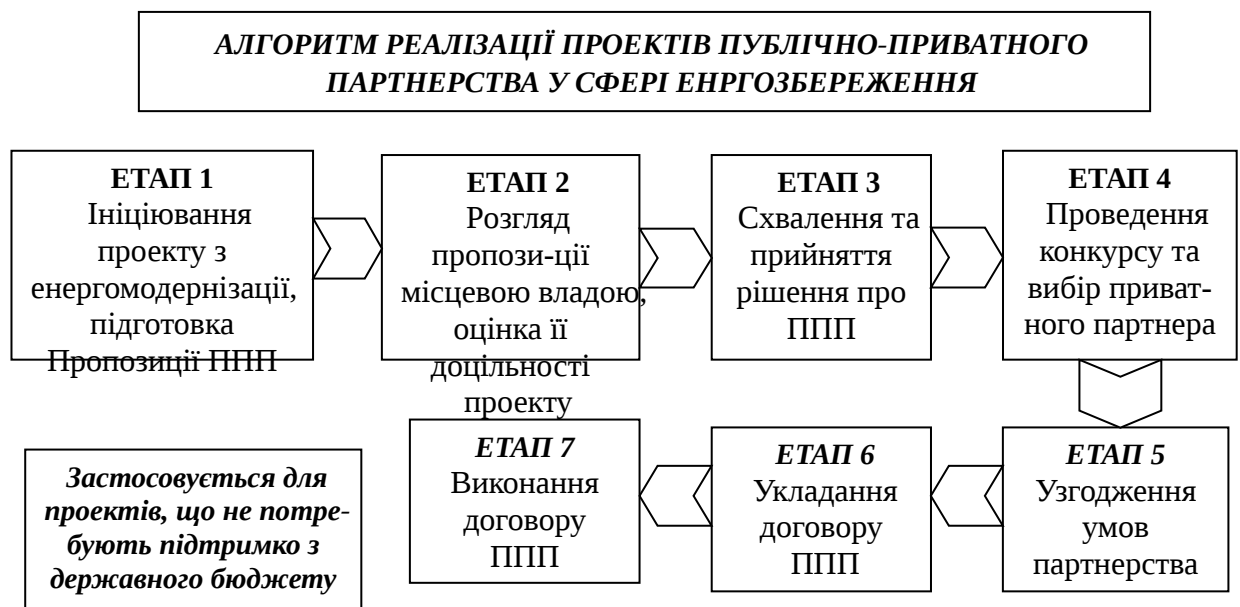 АЛГОРИТМ РЕАЛІЗАЦІЇ ПРОЕКТІВ ПУБЛІЧНО-ПРИВАТНОГО
ПАРТНЕРСТВА У СФЕРІ ЕНРГОЗБЕРЕЖЕННЯ
ЕТАП 1
Ініціювання
проекту з
енергомодернізації,
підготовка
Пропозиції ППП
ЕТАП 2
Розгляд
пропози-ції
місцевою владою,
оцінка її
доцільності
проекту
ЕТАП 3
Схвалення та
прийняття
рішення про
ППП
ЕТАП 4
Проведення
конкурсу та
вибір приват-
ного партнера
ЕТАП 5
Узгодження
умов
партнерства
ЕТАП 6
Укладання
договору
ППП
ЕТАП 7
Виконання
договору
ППП
Застосовується для
проектів, що не потре-
бують підтримко з
державного бюджету